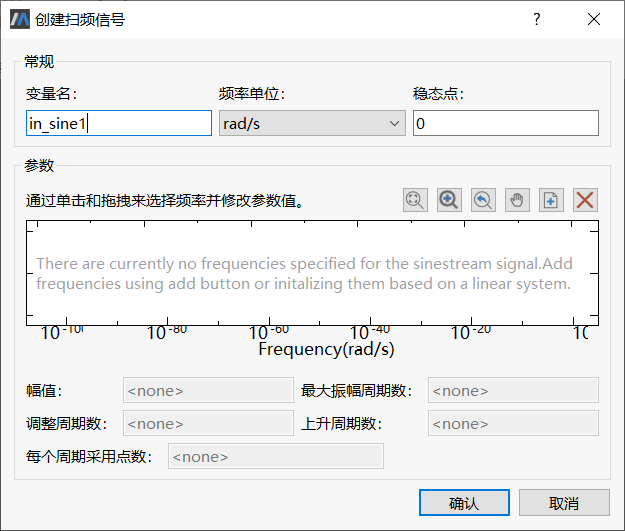 创建扫频信号
常规
变量名: 频率单位: 稳态点:
in_sine1 rad/s 0
参数
通过单击和拖拽来选择频率并修改参数值。
There are currently no frequencies specified for the sinestream signal.Add
frequencies using add button or initalizing them based on a linear system.
10-80 10-60 10-40 10-20
Frequency(rad/s)
幅值: <none> 最大振幅周期数: <none>
调整周期数: <none> 上升周期数: <none>
每个周期采用点数: <none>
确认 取消